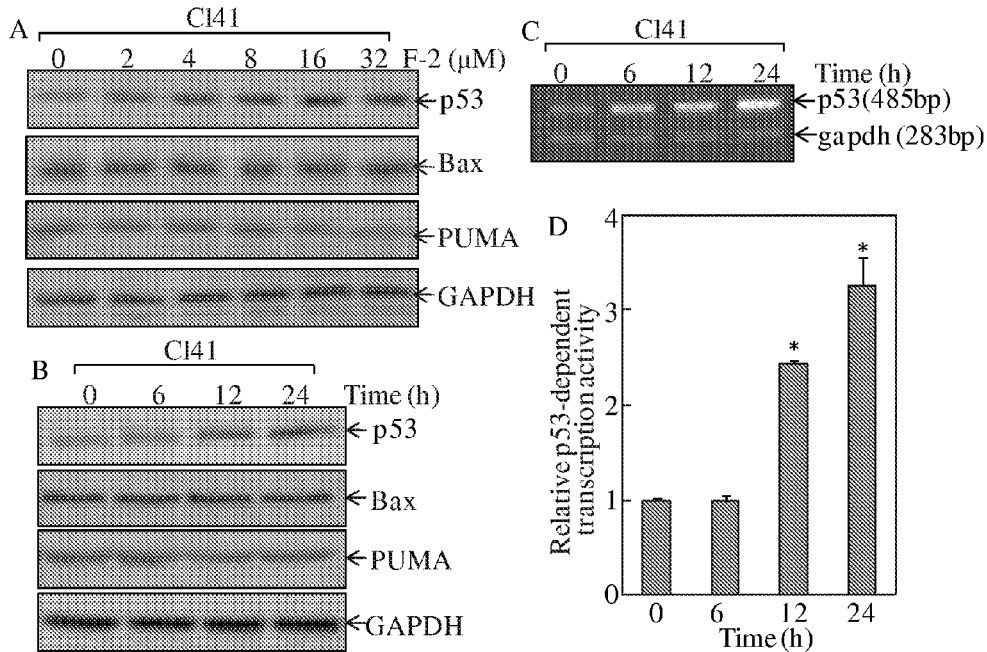 A
Cl41
0 2 4 8 16 32 F-2 (μM)
p53
Bax
PUMA
GAPDH
B
Cl41
0 6 12 24 Time (h)
p53
Bax
PUMA
GAPDH
C
Cl41
0 6 12 24 Time (h)
p53(485bp)
gapdh (283bp)
D
Relative p53-dependent
transcription activity
4
3
2
1
0
*
*
0 6 12 24
Time (h)